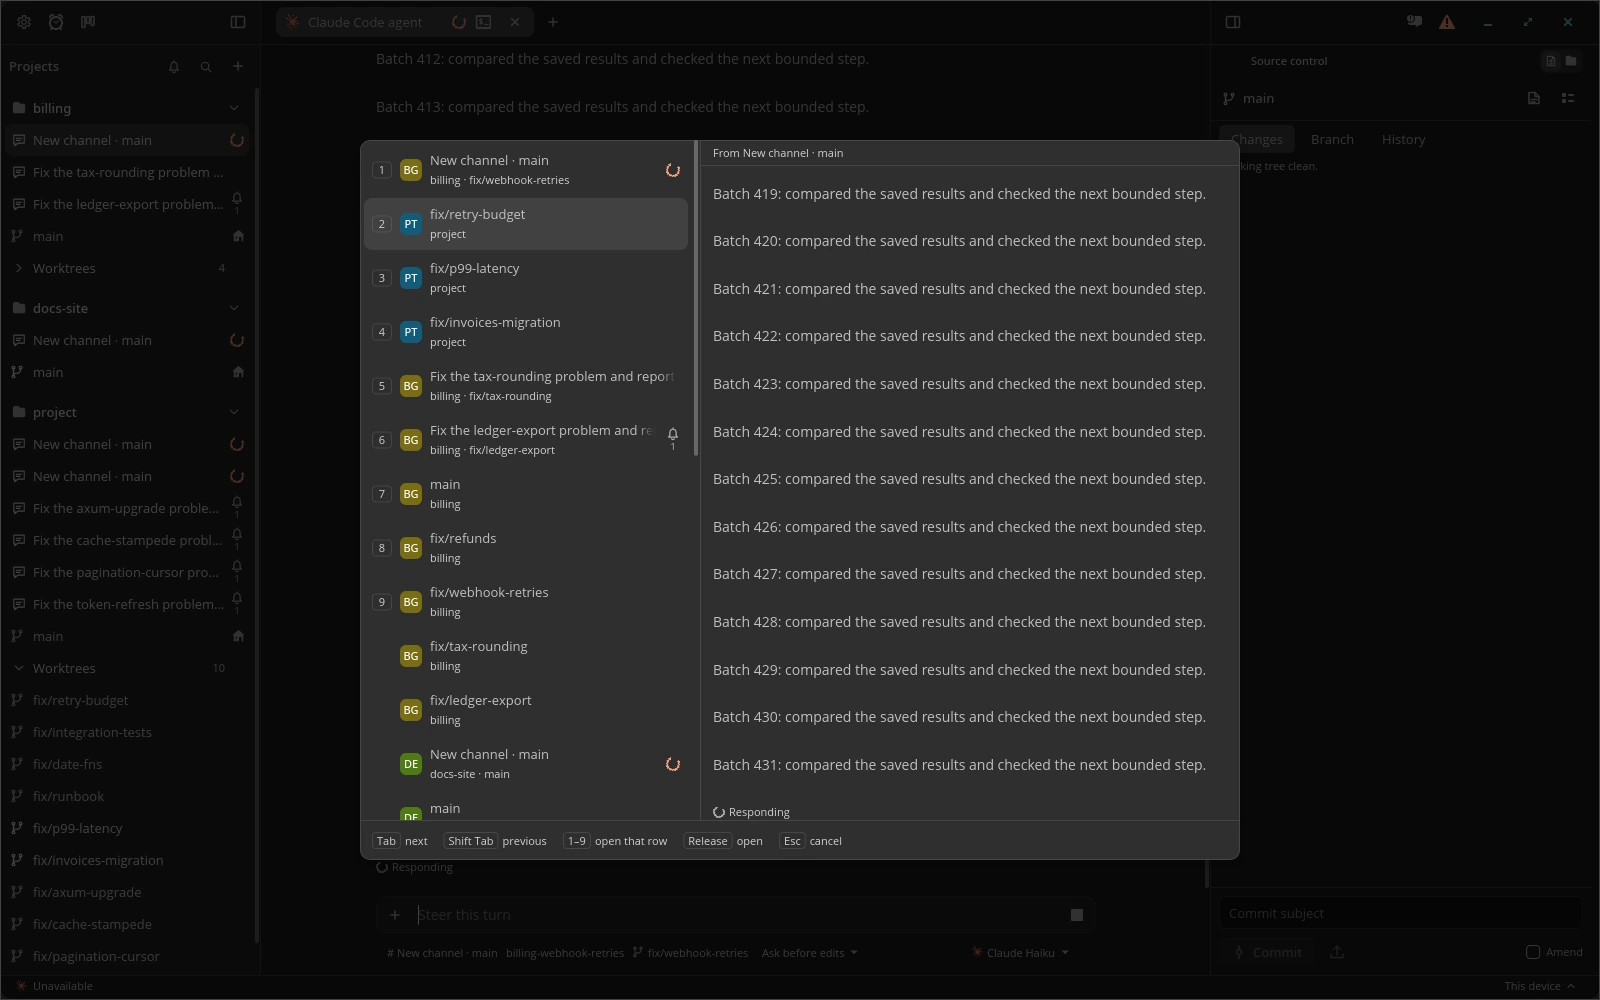 Claude Code agent
Projects
billing
New channel · main
Fix the tax-rounding problem ...
Fix the ledger-export problem...
1
main
Worktrees
4
docs-site
New channel · main
main
project
New channel · main
New channel · main
Fix the axum-upgrade proble...
1
Fix the cache-stampede probl...
1
Fix the pagination-cursor pro...
1
Fix the token-refresh problem...
1
main
Worktrees
10
fix/retry-budget
fix/integration-tests
fix/date-fns
fix/runbook
fix/p99-latency
fix/invoices-migration
fix/axum-upgrade
fix/cache-stampede
fix/pagination-cursor
Unavailable
Batch 412: compared the saved results and checked the next bounded step.
Batch 413: compared the saved results and checked the next bounded step.
1
BG
New channel · main
billing · fix/webhook-retries
2
PT
fix/retry-budget
project
3
PT
fix/p99-latency
project
4
PT
fix/invoices-migration
project
5
BG
Fix the tax-rounding problem and report
billing · fix/tax-rounding
6
BG
Fix the ledger-export problem and re
billing · fix/ledger-export
1
7
BG
main
billing
8
BG
fix/refunds
billing
9
BG
fix/webhook-retries
billing
BG
fix/tax-rounding
billing
BG
fix/ledger-export
billing
DE
New channel · main
docs-site · main
DE
main
From New channel · main
Batch 419: compared the saved results and checked the next bounded step.
Batch 420: compared the saved results and checked the next bounded step.
Batch 421: compared the saved results and checked the next bounded step.
Batch 422: compared the saved results and checked the next bounded step.
Batch 423: compared the saved results and checked the next bounded step.
Batch 424: compared the saved results and checked the next bounded step.
Batch 425: compared the saved results and checked the next bounded step.
Batch 426: compared the saved results and checked the next bounded step.
Batch 427: compared the saved results and checked the next bounded step.
Batch 428: compared the saved results and checked the next bounded step.
Batch 429: compared the saved results and checked the next bounded step.
Batch 430: compared the saved results and checked the next bounded step.
Batch 431: compared the saved results and checked the next bounded step.
Responding
Tab next Shift Tab previous 1–9 open that row Release open Esc cancel
Responding
Steer this turn
# New channel · main billing-webhook-retries fix/webhook-retries Ask before edits Claude Haiku
Source control
main
Changes Branch History
king tree clean.
Commit subject
Commit
Amend
This device